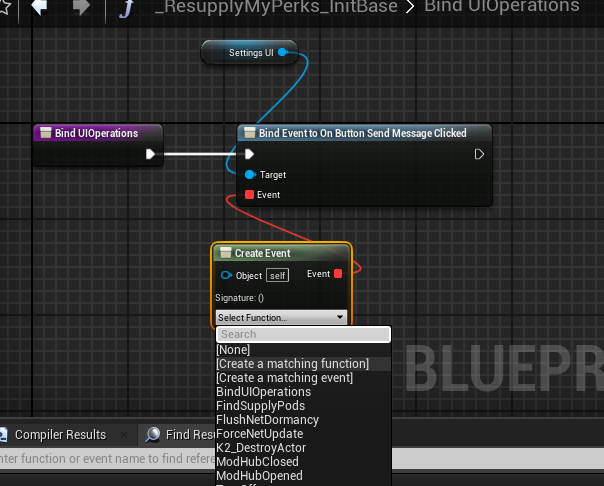 _ResupplyMyPerks_InitBase > Bind UIOperations
Settings UI
Bind UIOperations
Bind Event to On Button Send Message Clicked
Target
Event
Create Event
Object self Event
Signature: ()
Select Function...
Search
[None]
[Create a matching function]
[Create a matching event]
BindUIOperations
FindSupplyPods
FlushNetDormancy
ForceNetUpdate
K2_DestroyActor
ModHubClosed
ModHubOpened
BLUEPR
Compiler Results
Find Res
nter function or event name to find refere